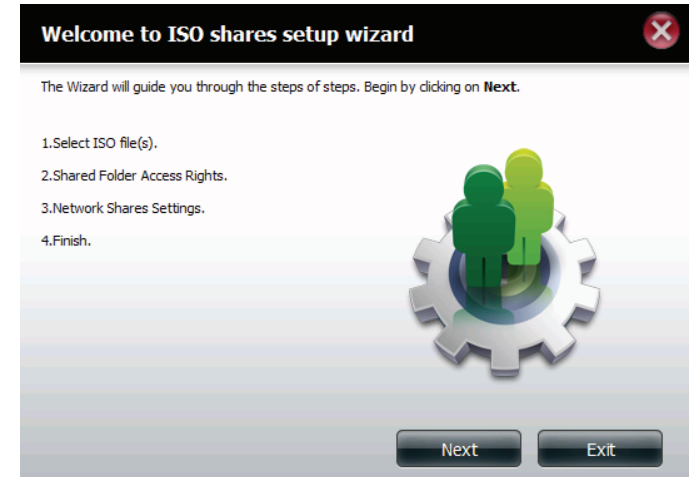 Welcome to ISO shares setup wizard
The Wizard will guide you through the steps of steps. Begin by clicking on Next.
1.Select ISO file(s).
2.Shared Folder Access Rights.
3.Network Shares Settings.
4.Finish.
Next
Exit